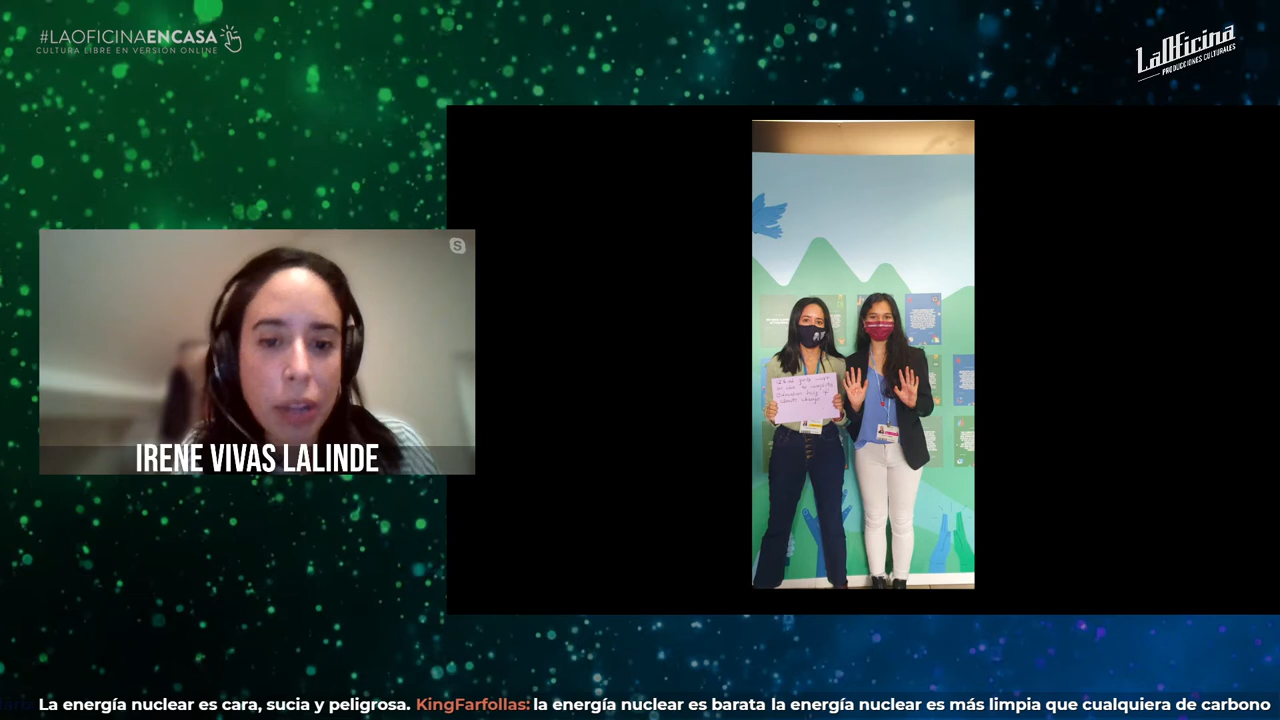 #LAOFICINAENCASA
CULTURA LIBRE EN VERSIÓN ONLINE
LaOficina
PRODUCCIONES CULTURALES
IRENE VIVAS LALINDE
La energía nuclear es cara, sucia y peligrosa. KingFarfollas: la energía nuclear es barata la energía nuclear es más limpia que cualquiera de carbono